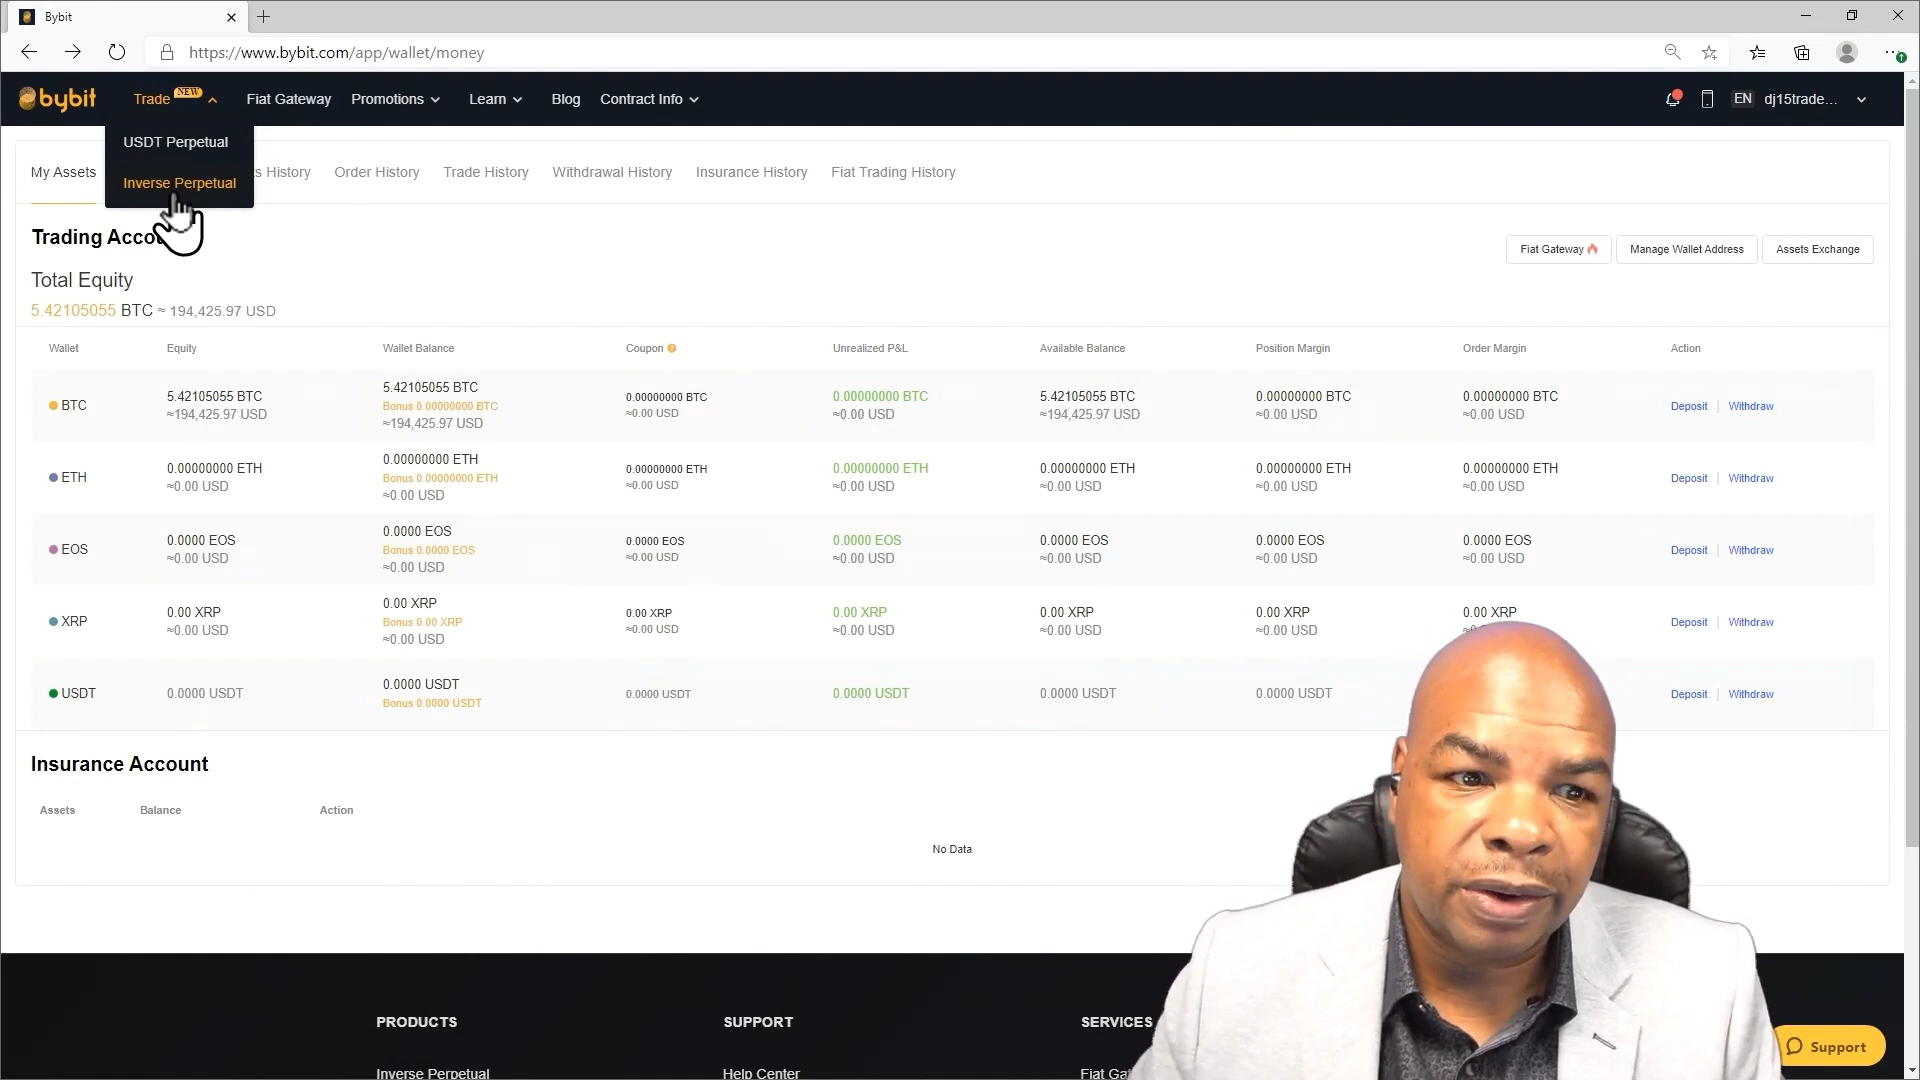 Bybit
https://www.bybit.com/app/wallet/money
bybit
Trade NEW
Fiat Gateway
Promotions
Learn
Blog
Contract Info
EN
dj15trade...
USDT Perpetual
Inverse Perpetual
My Assets
s History
Order History
Trade History
Withdrawal History
Insurance History
Fiat Trading History
Trading Accou
Fiat Gateway
Manage Wallet Address
Assets Exchange
Total Equity
5.42105055 BTC ≈ 194,425.97 USD
Wallet Equity Wallet Balance Coupon Unrealized P&L Available Balance Position Margin Order Margin Action
BTC
5.42105055 BTC
≈194,425.97 USD
5.42105055 BTC
Bonus 0.00000000 BTC
≈194,425.97 USD
0.00000000 BTC
≈0.00 USD
0.00000000 BTC
≈0.00 USD
5.42105055 BTC
≈194,425.97 USD
0.00000000 BTC
≈0.00 USD
0.00000000 BTC
≈0.00 USD
Deposit | Withdraw
ETH
0.00000000 ETH
≈0.00 USD
0.00000000 ETH
Bonus 0.00000000 ETH
≈0.00 USD
0.00000000 ETH
≈0.00 USD
0.00000000 ETH
≈0.00 USD
0.00000000 ETH
≈0.00 USD
0.00000000 ETH
≈0.00 USD
0.00000000 ETH
≈0.00 USD
Deposit | Withdraw
EOS
0.0000 EOS
≈0.00 USD
0.0000 EOS
Bonus 0.0000 EOS
≈0.00 USD
0.0000 EOS
≈0.00 USD
0.0000 EOS
≈0.00 USD
0.0000 EOS
≈0.00 USD
0.0000 EOS
≈0.00 USD
0.0000 EOS
≈0.00 USD
Deposit | Withdraw
XRP
0.00 XRP
≈0.00 USD
0.00 XRP
Bonus 0.00 XRP
≈0.00 USD
0.00 XRP
≈0.00 USD
0.00 XRP
≈0.00 USD
0.00 XRP
≈0.00 USD
0.00 XRP
≈0.00 USD
0.00 XRP
Deposit | Withdraw
USDT
0.0000 USDT
0.0000 USDT
Bonus 0.0000 USDT
0.0000 USDT
0.0000 USDT
0.0000 USDT
0.0000 USDT
Deposit | Withdraw
Insurance Account
Assets Balance Action
No Data
PRODUCTS
SUPPORT
SERVICES
Inverse Perpetual
Help Center
Fiat Ga
Support